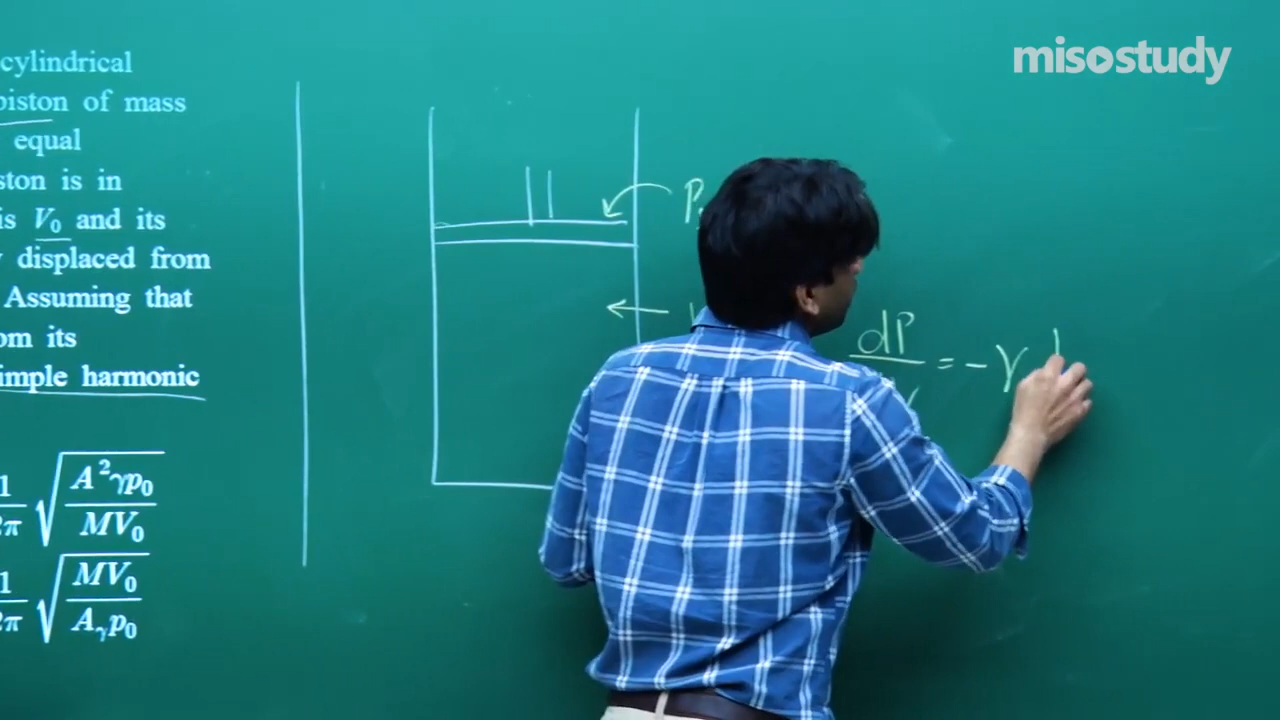 misostudy
cylindrical
piston of mass
equal
ston is in
is V₀ and its
displaced from
Assuming that
om its
imple harmonic
1/2π √(A²γp₀/MV₀)
1/2π √(MV₀/Aᵧp₀)
P₀
dP
= - γ